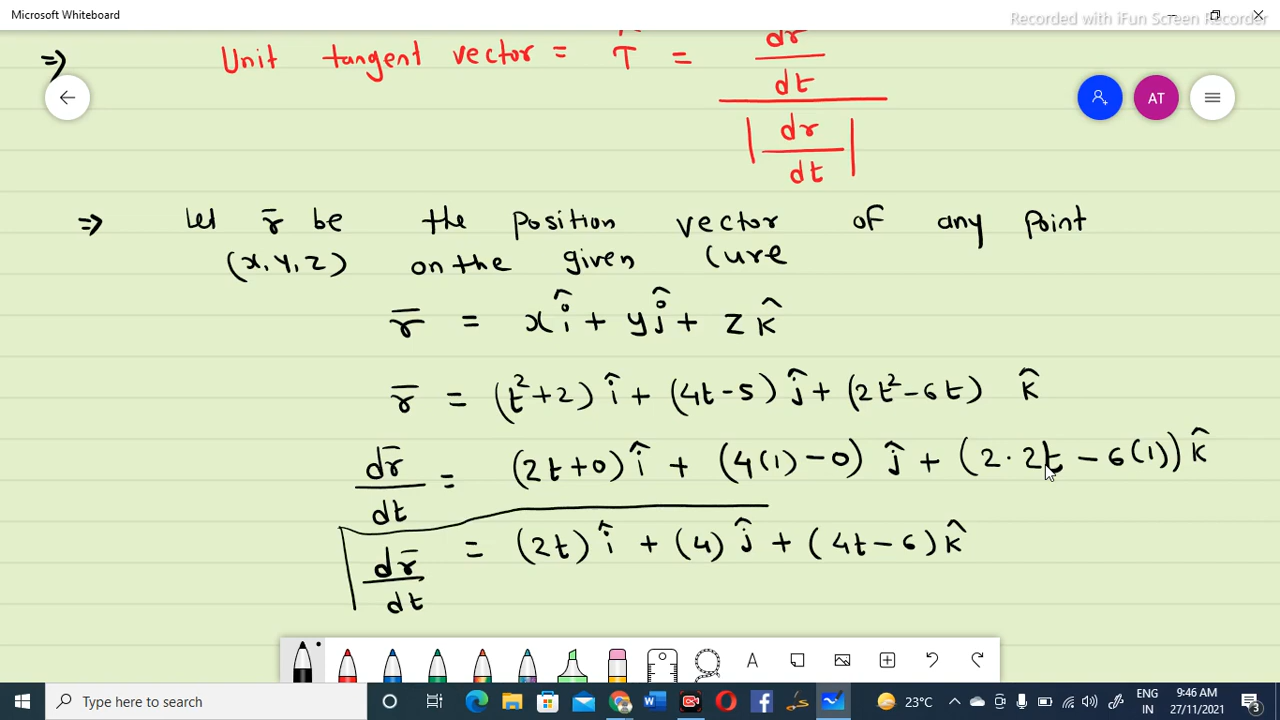 Microsoft Whiteboard
Recorded with iFun Screen Recorder
AT
⇒ Unit tangent vector = T̂ = dr/dt / |dr/dt|
⇒ Let r̄ be the position vector of any point
(x, y, z) on the given cure
r̄ = xî + yĵ + zk̂
r̄ = (t²+2) î + (4t-5) ĵ + (2t²-6t) k̂
dr̄/dt = (2t+0) î + (4(1)-0) ĵ + (2·2t - 6(1)) k̂
dr̄/dt = (2t) î + (4) ĵ + (4t-6) k̂
A
Type here to search
23°C
ENG
IN
9:46 AM
27/11/2021
3